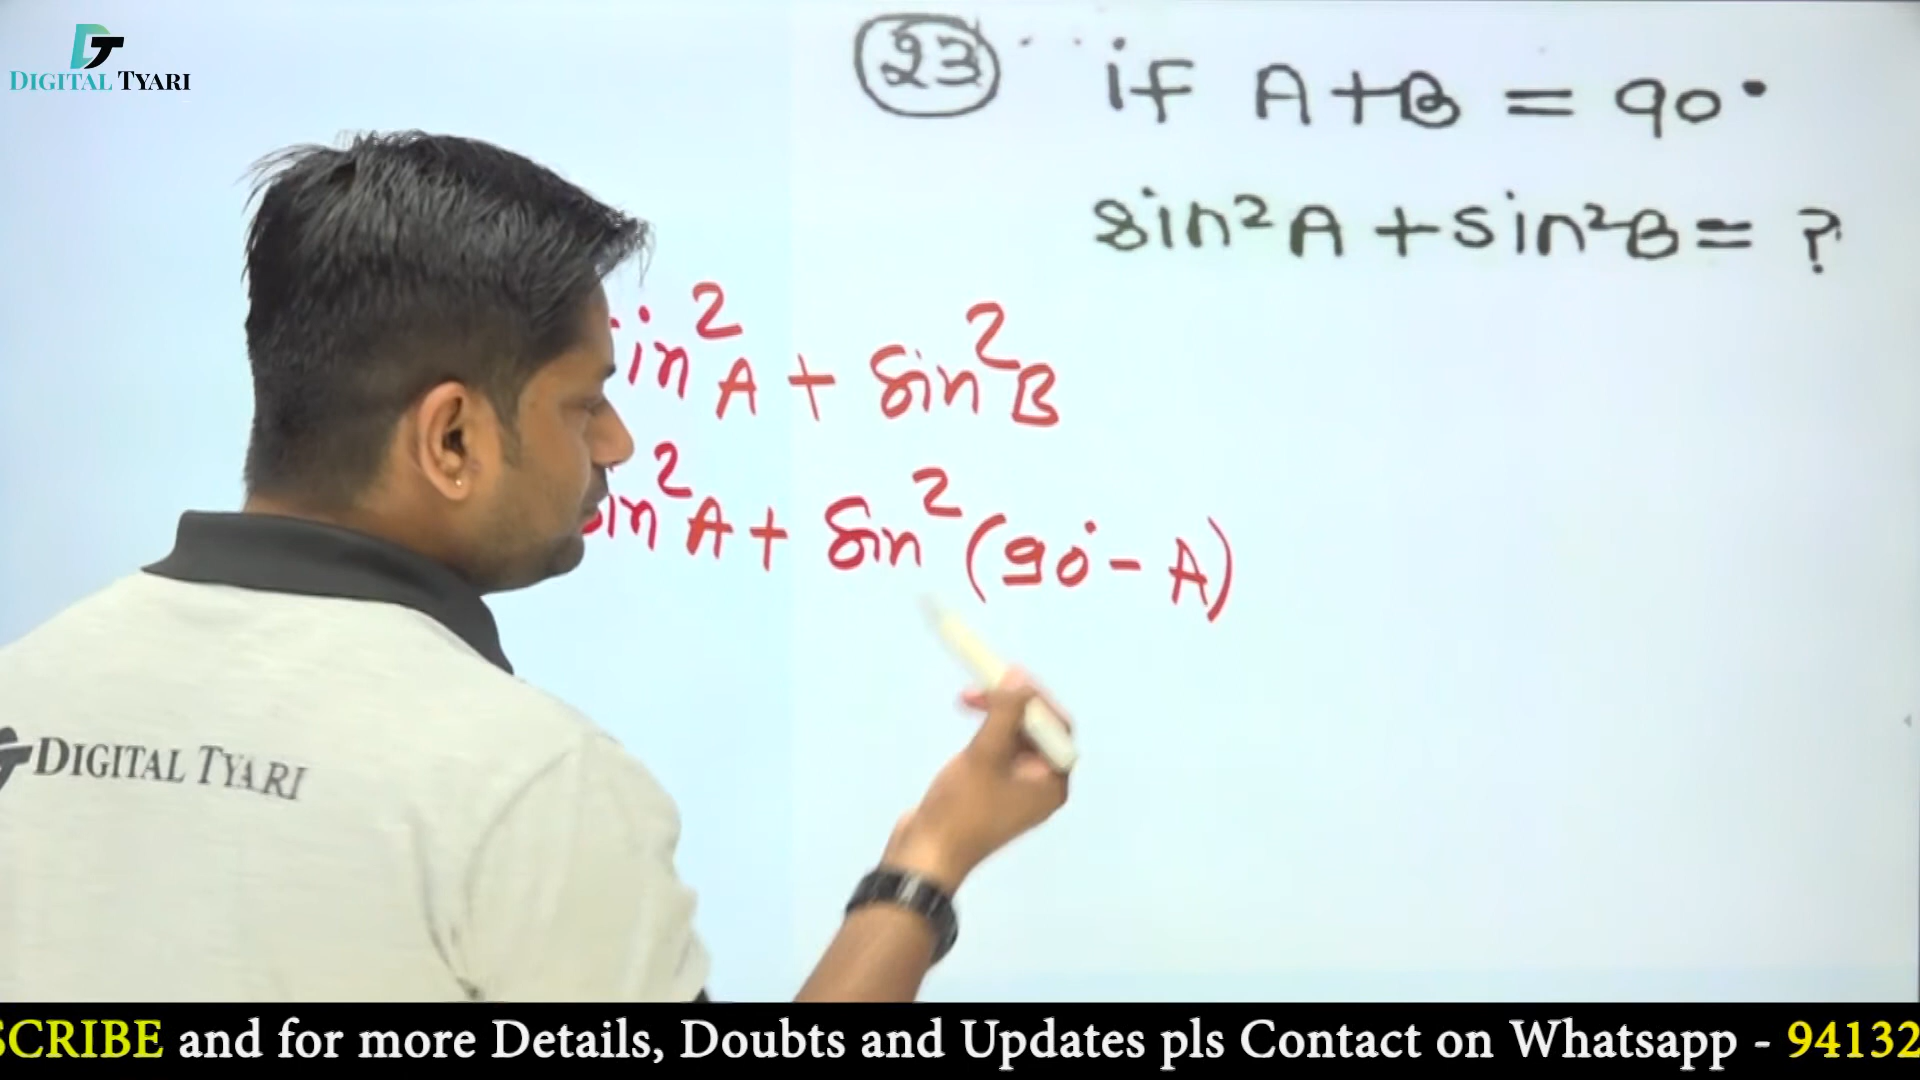 DIGITAL TYARI
23 if A+B = 90°
sin²A + sin²B = ?
in²A + sin²B
sin²A + sin²(90° - A)
DIGITAL TYARI
SCRIBE and for more Details, Doubts and Updates pls Contact on Whatsapp - 94132